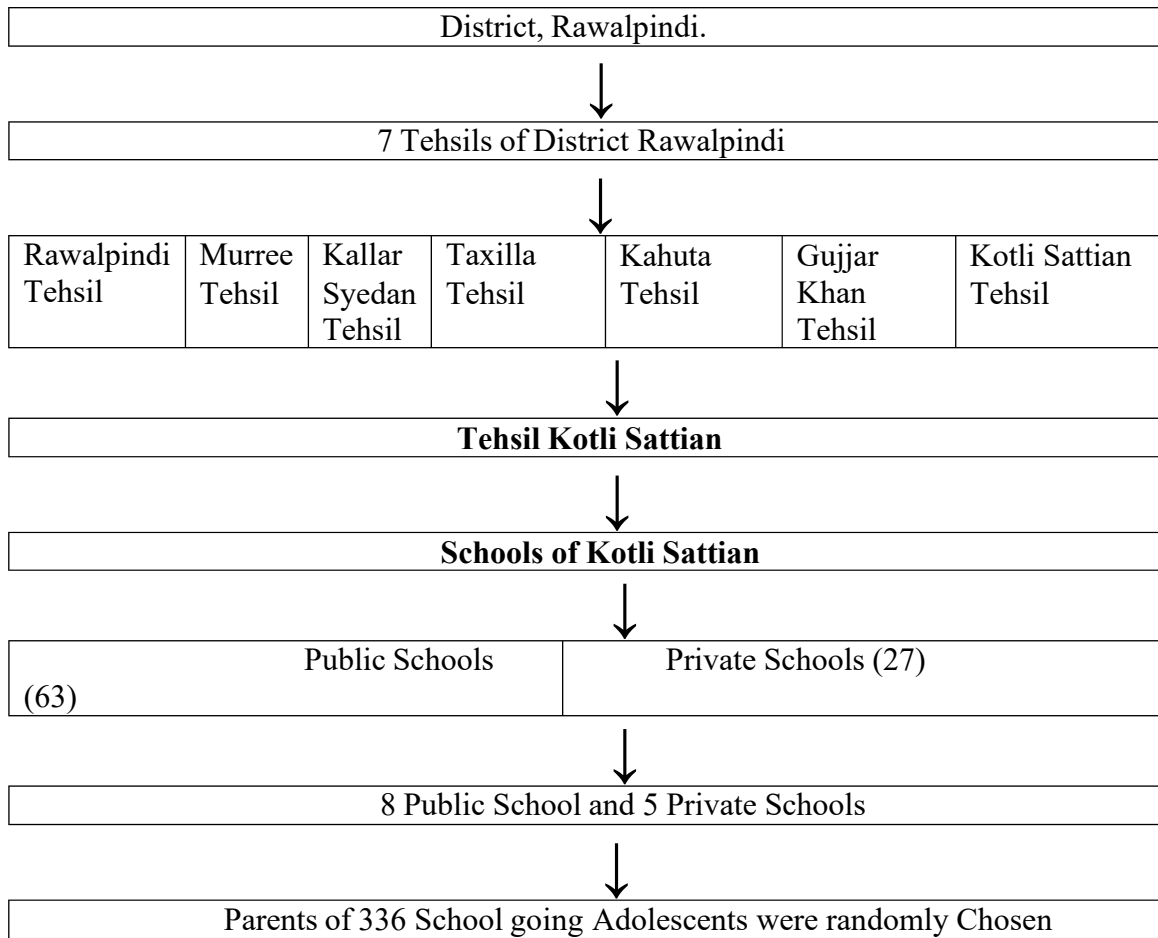 District, Rawalpindi.
7 Tehsils of District Rawalpindi
Rawalpindi
Tehsil
Murree
Tehsil
Kallar
Syedan
Tehsil
Taxilla
Tehsil
Kahuta
Tehsil
Gujjar
Khan
Tehsil
Kotli Sattian
Tehsil
Tehsil Kotli Sattian
Schools of Kotli Sattian
Public Schools
(63)
Private Schools (27)
8 Public School and 5 Private Schools
Parents of 336 School going Adolescents were randomly Chosen